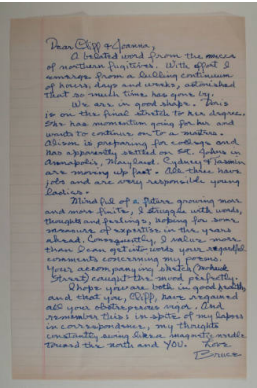 Dear Cliff & Joanna,
A belated word from the
of northern fugitives. With effort I
emerge from a lulling continuum
of hours, days and weeks, astonished
that so much time has gone by.
We are in good shape. Doris
is on the final stretch to her degree.
She has momentum going for her and
wants to continue on to a masters.
Alison is preparing for college and
has apparently settled on St. Johns in
Annapolis, Maryland. Cydney & Tasmin
are moving up fast. All three have
jobs and are very responsible young
ladies.
Mindful of a future, growing more
and more finite, I struggle with words,
thoughts and feelings, hoping for some
measure of expertise in the years
ahead. Consequently, I value more
than I can get into words your
comments concerning my poems.
Your accompanying sketch
Street) caught the mood perfectly.
I hope you are both in good health
and that you, Cliff, have regained
all your obstreperous vigor. And
remember this: in spite of my lapses
in correspondence, my thoughts
constantly swing like a magnetic needle
toward the north and YOU. Love
Bruce